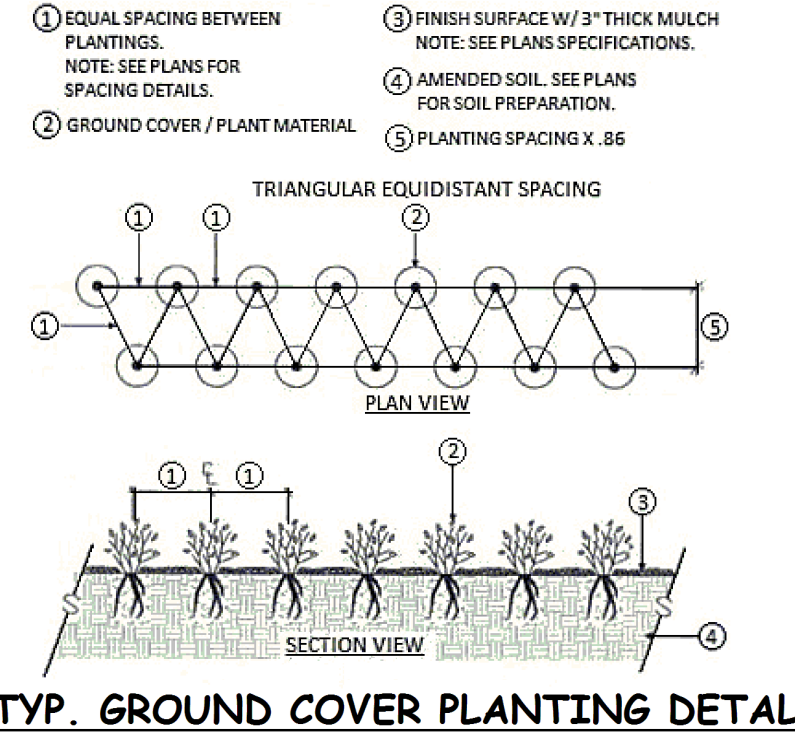 ① EQUAL SPACING BETWEEN
PLANTINGS.
NOTE: SEE PLANS FOR
SPACING DETAILS.
② GROUND COVER / PLANT MATERIAL
③ FINISH SURFACE W/ 3" THICK MULCH
NOTE: SEE PLANS SPECIFICATIONS.
④ AMENDED SOIL. SEE PLANS
FOR SOIL PREPARATION.
⑤ PLANTING SPACING X .86
TRIANGULAR EQUIDISTANT SPACING
① ① ②
① ⑤
PLAN VIEW
②
① ℄ ①
③
SECTION VIEW
④
TYP. GROUND COVER PLANTING DETAL